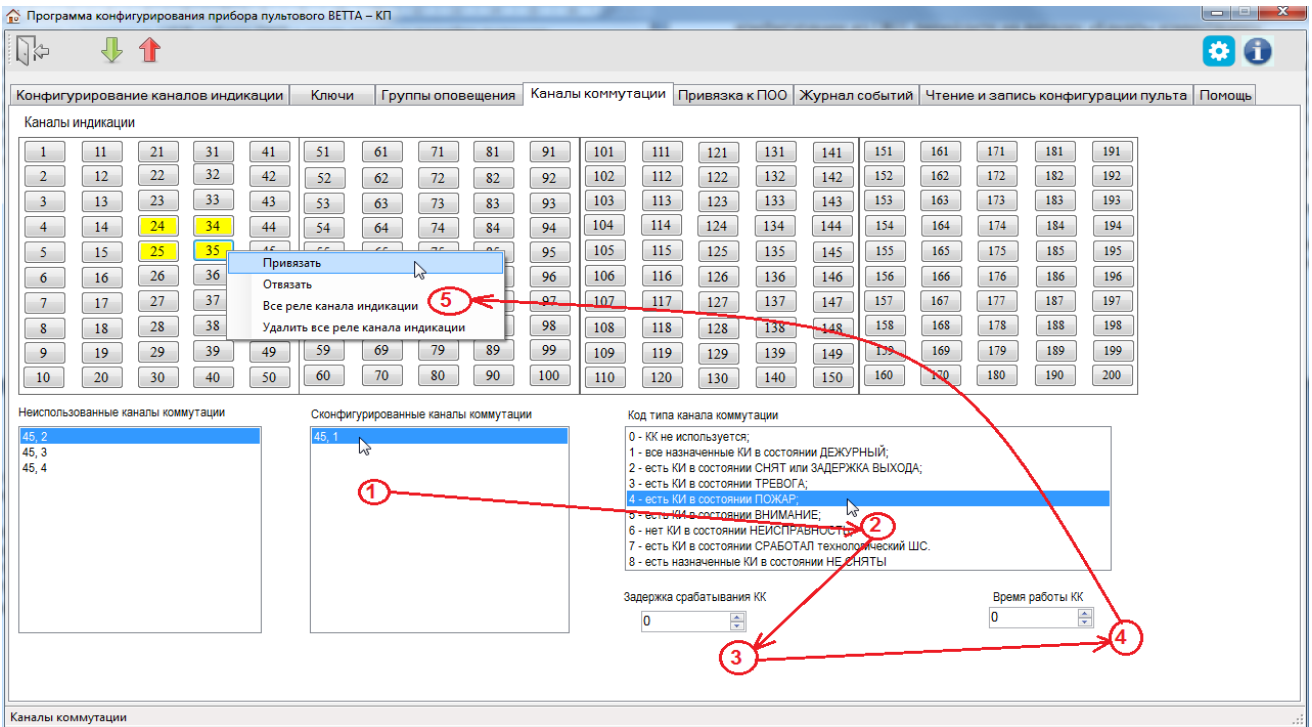 Программа конфигурирования прибора пультового ВЕТТА – КП
Конфигурирование каналов индикации Ключи Группы оповещения Каналы коммутации Привязка к ПОО Журнал событий Чтение и запись конфигурации пульта Помощь
Каналы индикации
1 11 21 31 41 51 61 71 81 91 101 111 121 131 141 151 161 171 181 191
2 12 22 32 42 52 62 72 82 92 102 112 122 132 142 152 162 172 182 192
3 13 23 33 43 53 63 73 83 93 103 113 123 133 143 153 163 173 183 193
4 14 24 34 44 54 64 74 84 94 104 114 124 134 144 154 164 174 184 194
5 15 25 35 95 105 115 125 135 145 155 165 175 185 195
Привязать
6 16 26 36 96 106 116 126 136 146 156 166 176 186 196
Отвязать
7 17 27 37 97 107 117 127 137 147 157 167 177 187 197
Все реле канала индикации 5
8 18 28 38 98 108 118 128 138 148 158 168 178 188 198
Удалить все реле канала индикации
9 19 29 39 49 59 69 79 89 99 109 119 129 139 149 159 169 179 189 199
10 20 30 40 50 60 70 80 90 100 110 120 130 140 150 160 170 180 190 200
Неиспользованные каналы коммутации
45, 2
45, 3
45, 4
Сконфигурированные каналы коммутации
45, 1
1
Код типа канала коммутации
0 - КК не используется;
1 - все назначенные КИ в состоянии ДЕЖУРНЫЙ;
2 - есть КИ в состоянии СНЯТ или ЗАДЕРЖКА ВЫХОДА;
3 - есть КИ в состоянии ТРЕВОГА;
4 - есть КИ в состоянии ПОЖАР;
5 - есть КИ в состоянии ВНИМАНИЕ;
6 - нет КИ в состоянии НЕИСПРАВНОСТЬ;
2
7 - есть КИ в состоянии СРАБОТАЛ технологический ШС.
8 - есть назначенные КИ в состоянии НЕ СНЯТЫ
Задержка срабатывания КК Время работы КК
0 0
3 4
Каналы коммутации